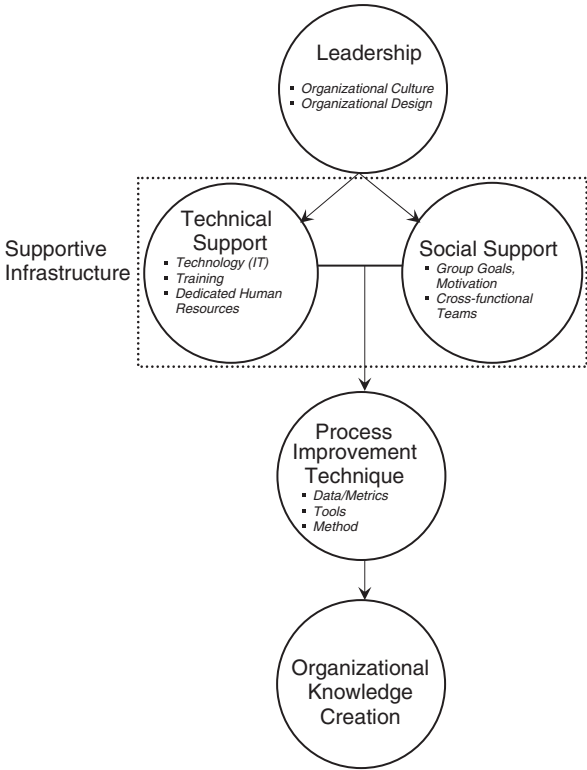 Leadership
▪ Organizational Culture
▪ Organizational Design
Supportive
Infrastructure
Technical
Support
▪ Technology (IT)
▪ Training
▪ Dedicated Human
Resources
Social Support
▪ Group Goals,
Motivation
▪ Cross-functional
Teams
Process
Improvement
Technique
▪ Data/Metrics
▪ Tools
▪ Method
Organizational
Knowledge
Creation